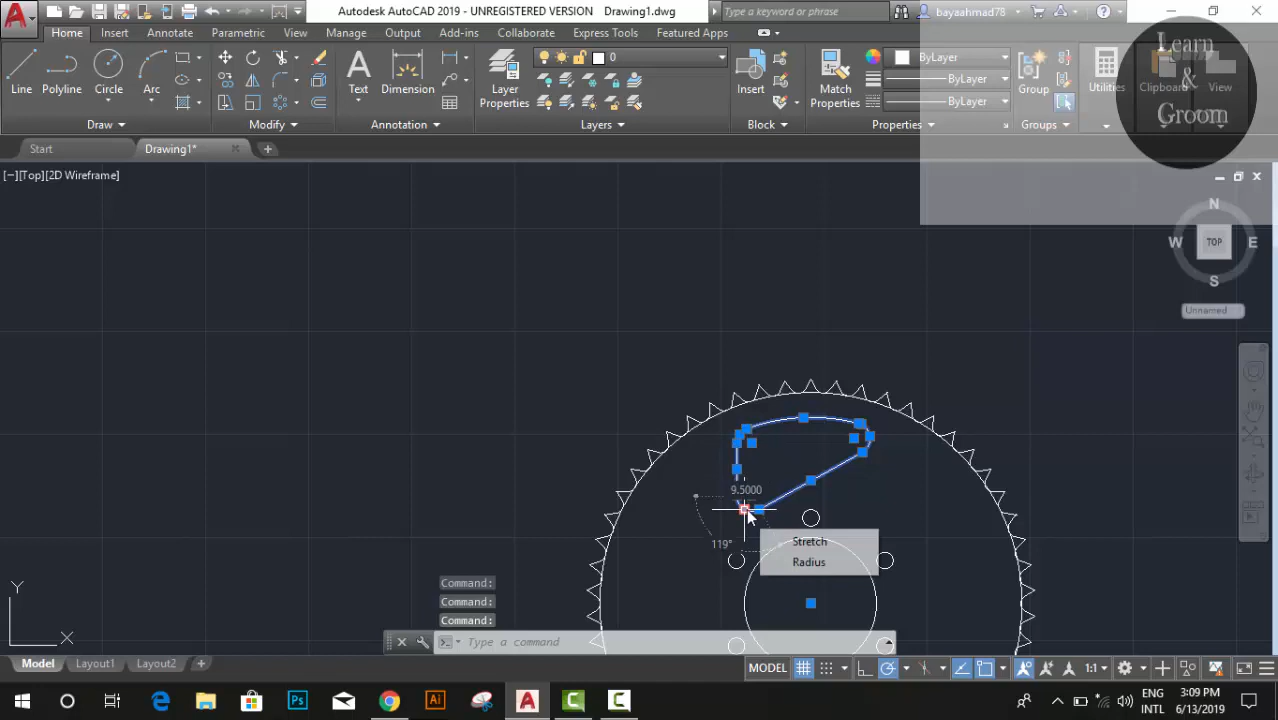 Autodesk AutoCAD 2019 - UNREGISTERED VERSION Drawing1.dwg
Type a keyword or phrase
bayaahmad78
Home Insert Annotate Parametric View Manage Output Add-ins Collaborate Express Tools Featured Apps
Learn
&
Groom
0
ByLayer
ByLayer
ByLayer
Line Polyline Circle Arc
Text Dimension
Layer
Properties
Insert
Match
Properties
Group
Utilities
Clipboard
View
Draw
Modify
Annotation
Layers
Block
Properties
Groups
Start
Drawing1*
[−][Top][2D Wireframe]
N
W TOP E
S
Unnamed
9.5000
119°
Stretch
Radius
Command:
Command:
Command:
Type a command
Y
X
Model Layout1 Layout2
MODEL
1:1
Ps
Ai
A
C
C
ENG
INTL
3:09 PM
6/13/2019